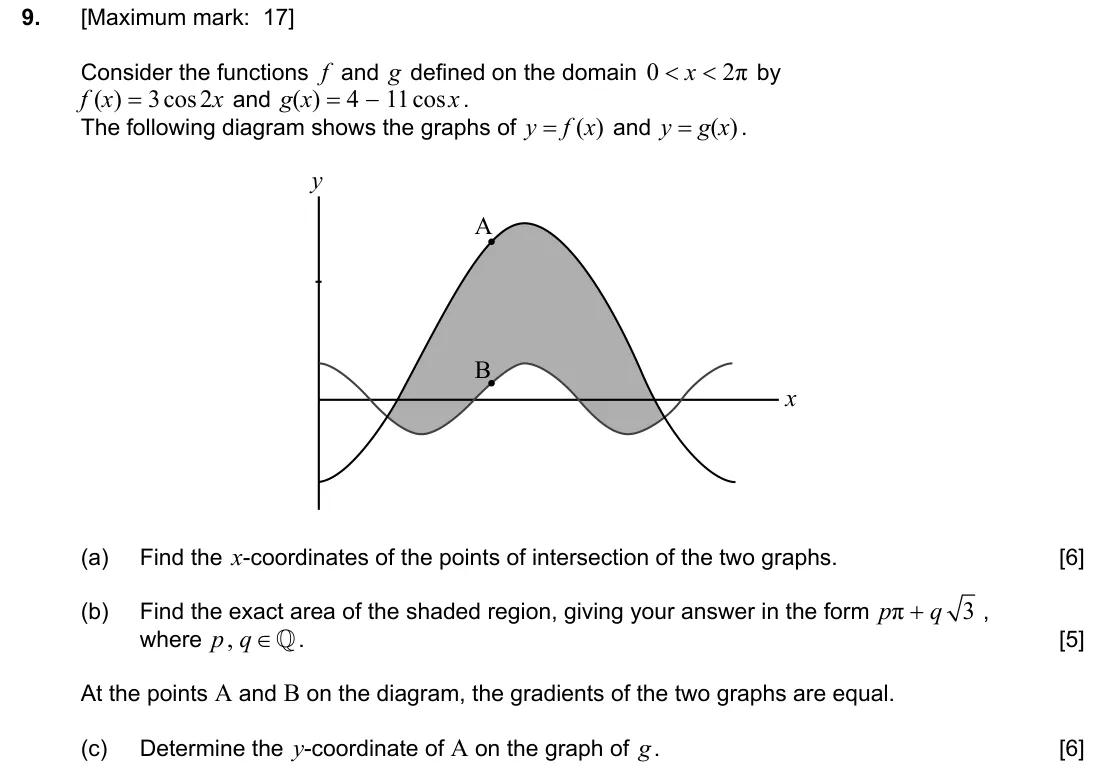 9. [Maximum mark: 17]
Consider the functions f and g defined on the domain 0 < x < 2π by
f(x) = 3 cos 2x and g(x) = 4 − 11 cos x.
The following diagram shows the graphs of y = f(x) and y = g(x).
y
A
B
x
(a) Find the x-coordinates of the points of intersection of the two graphs. [6]
(b) Find the exact area of the shaded region, giving your answer in the form pπ + q√3,
where p, q ∈ ℚ. [5]
At the points A and B on the diagram, the gradients of the two graphs are equal.
(c) Determine the y-coordinate of A on the graph of g. [6]